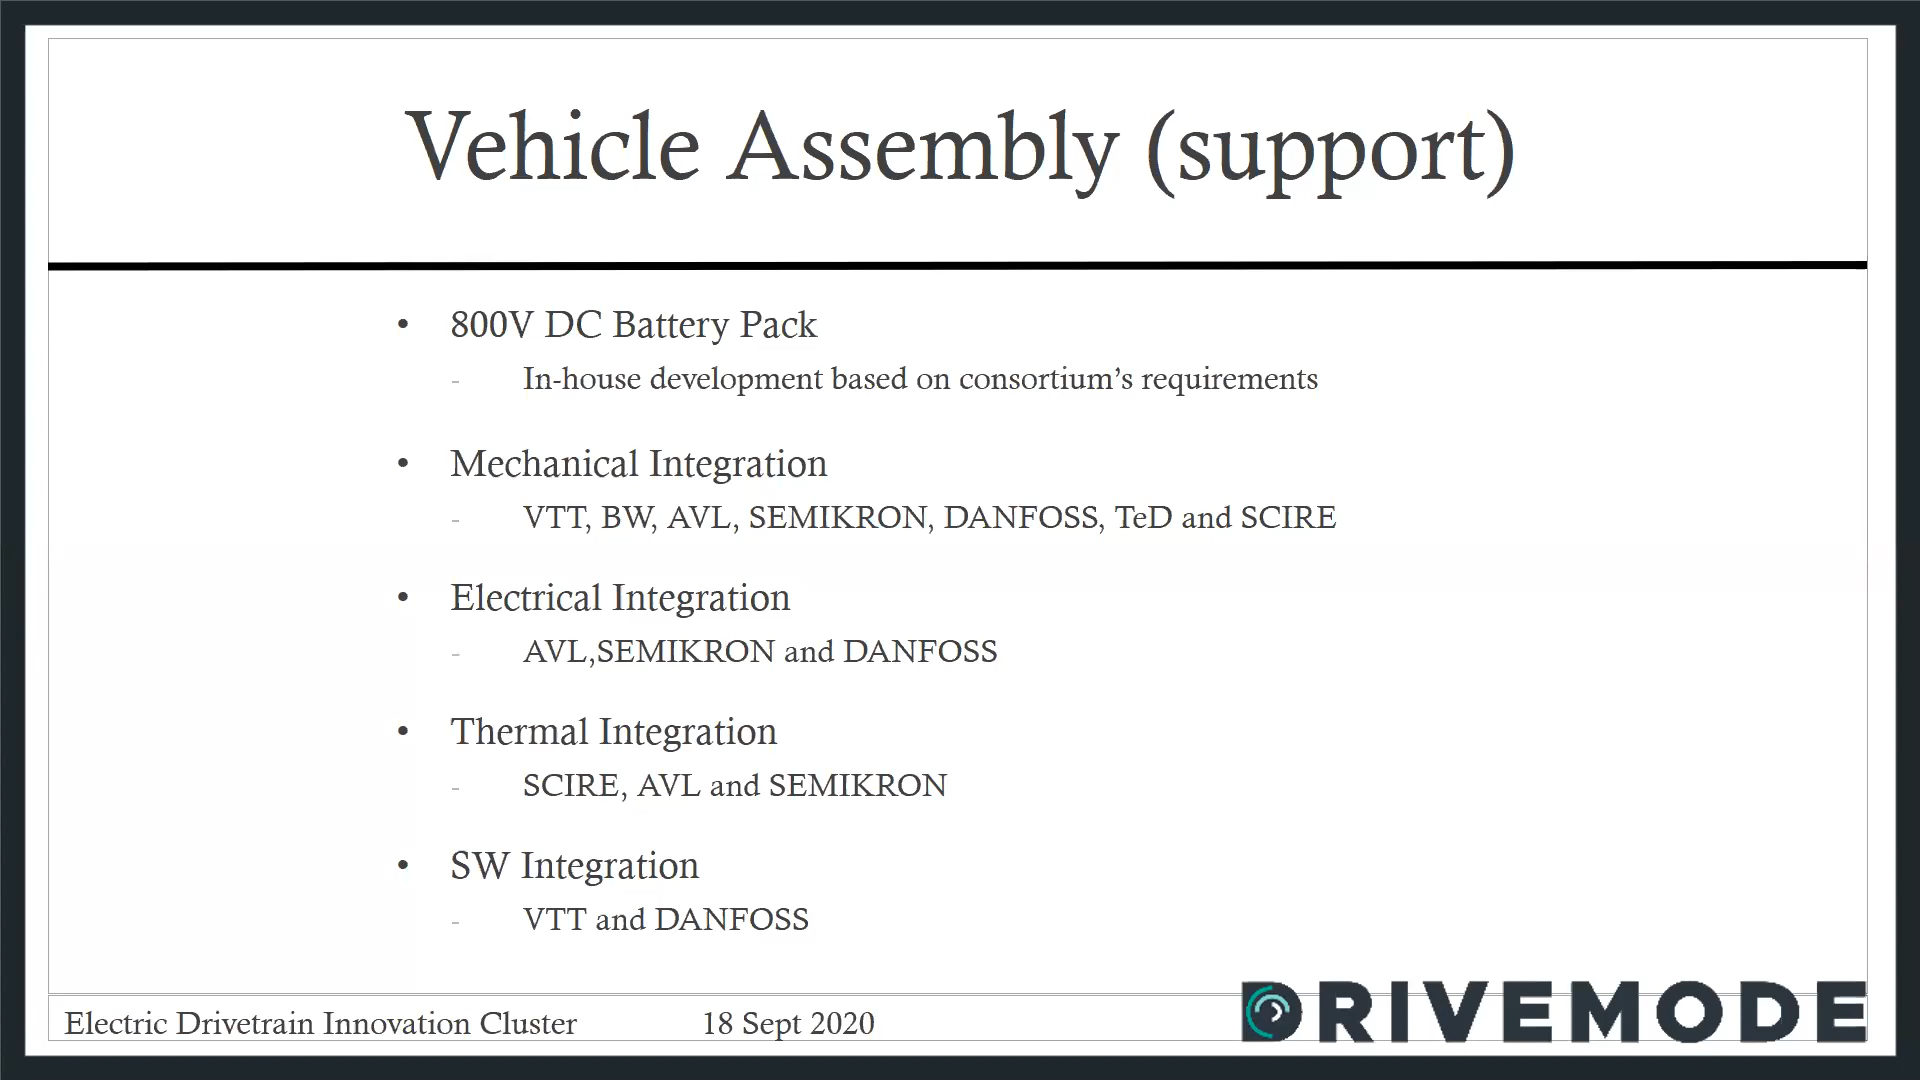 Vehicle Assembly (support)
• 800V DC Battery Pack
- In-house development based on consortium’s requirements
• Mechanical Integration
- VTT, BW, AVL, SEMIKRON, DANFOSS, TeD and SCIRE
• Electrical Integration
- AVL,SEMIKRON and DANFOSS
• Thermal Integration
- SCIRE, AVL and SEMIKRON
• SW Integration
- VTT and DANFOSS
Electric Drivetrain Innovation Cluster 18 Sept 2020
DRIVEMODE